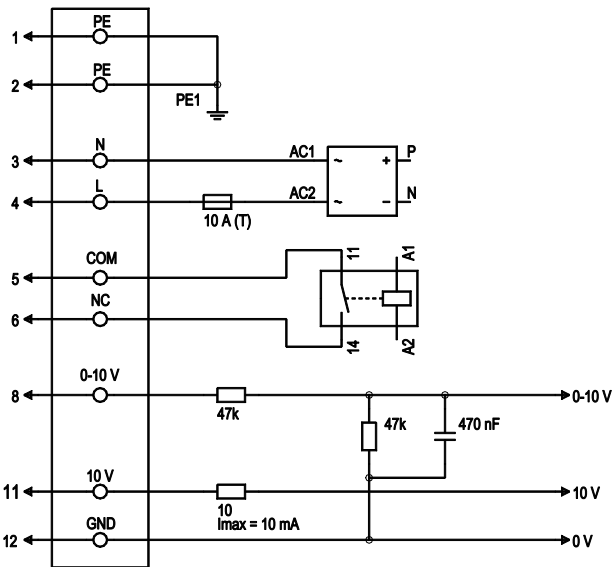 PE
1
PE
2
PE1
N
AC1
~
+
P
3
L
AC2
~
−
N
4
10 A (T)
COM
11
A1
5
NC
6
14
A2
0-10 V
8
0-10 V
47k
47k
470 nF
10 V
11
10 V
10
Imax = 10 mA
GND
12
0 V